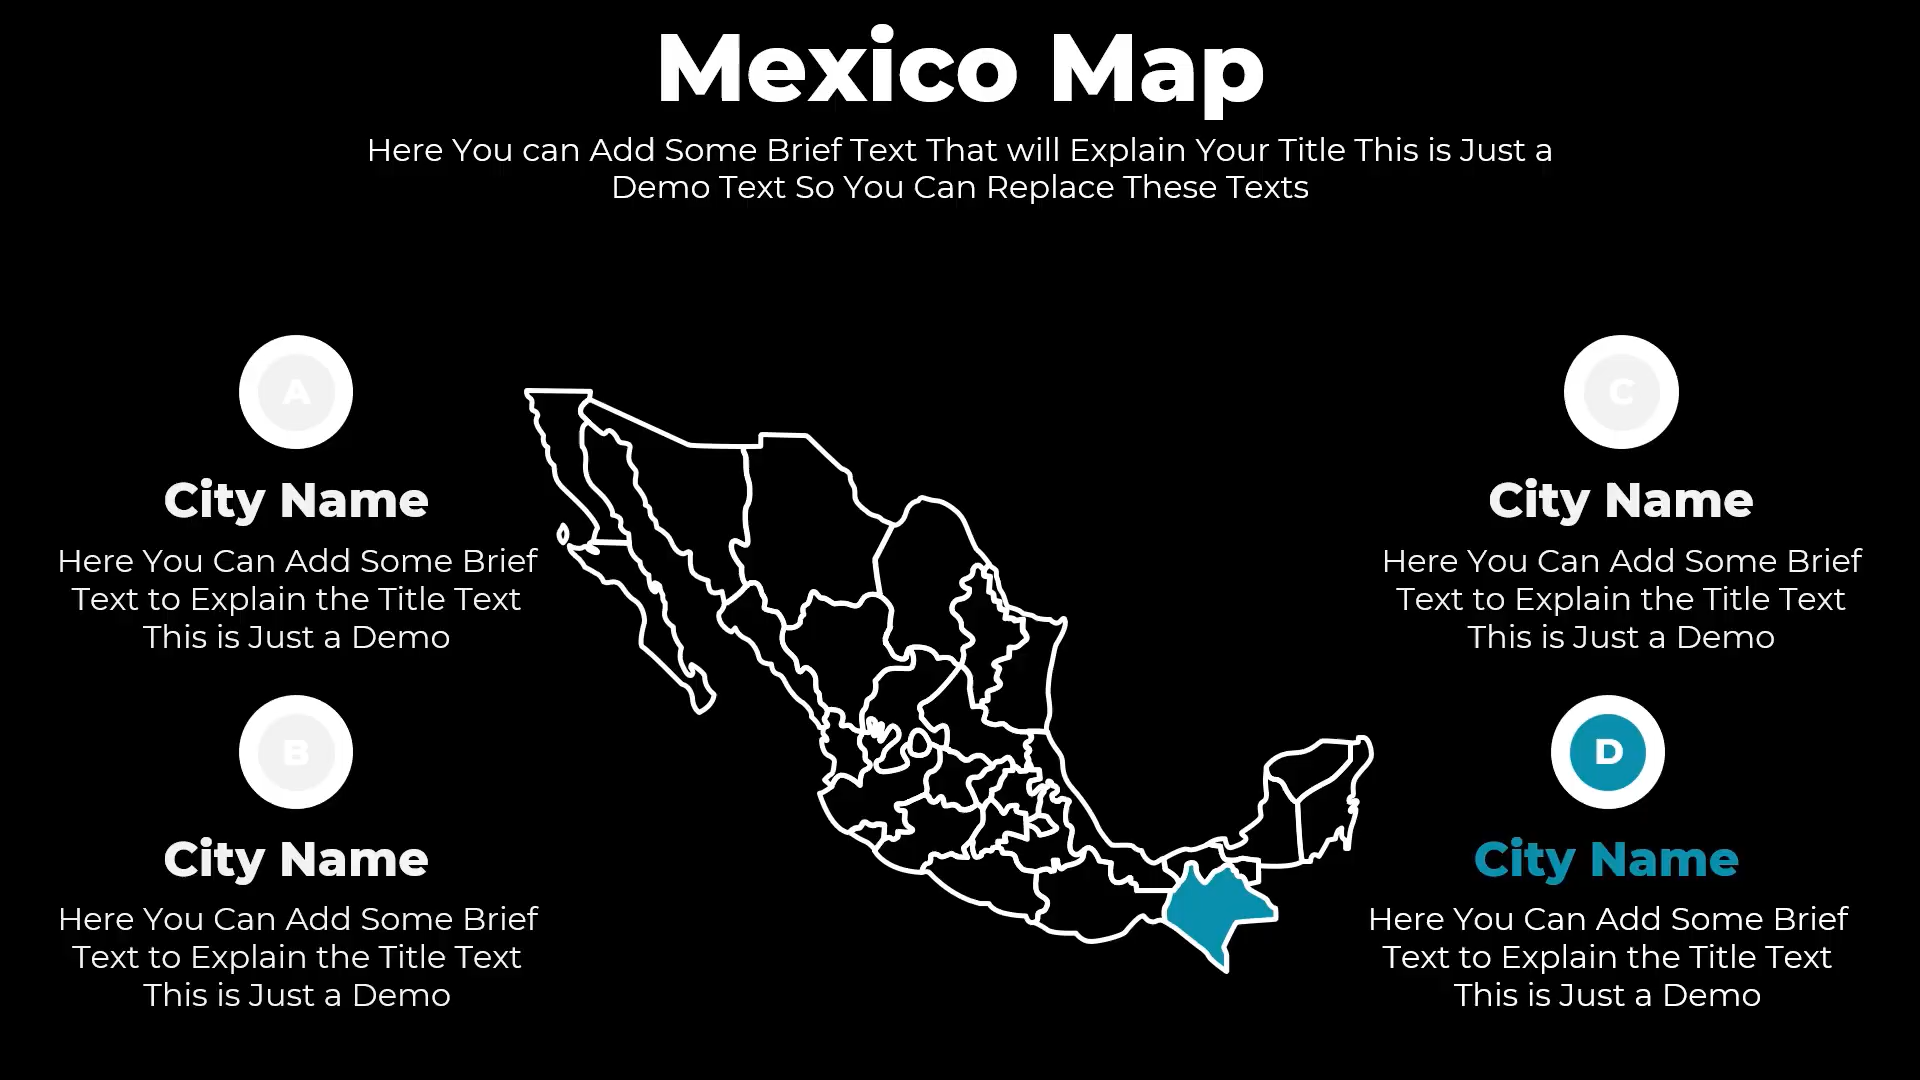 Mexico Map
Here You can Add Some Brief Text That will Explain Your Title This is Just a
Demo Text So You Can Replace These Texts
A
City Name
Here You Can Add Some Brief
Text to Explain the Title Text
This is Just a Demo
B
City Name
Here You Can Add Some Brief
Text to Explain the Title Text
This is Just a Demo
C
City Name
Here You Can Add Some Brief
Text to Explain the Title Text
This is Just a Demo
D
City Name
Here You Can Add Some Brief
Text to Explain the Title Text
This is Just a Demo